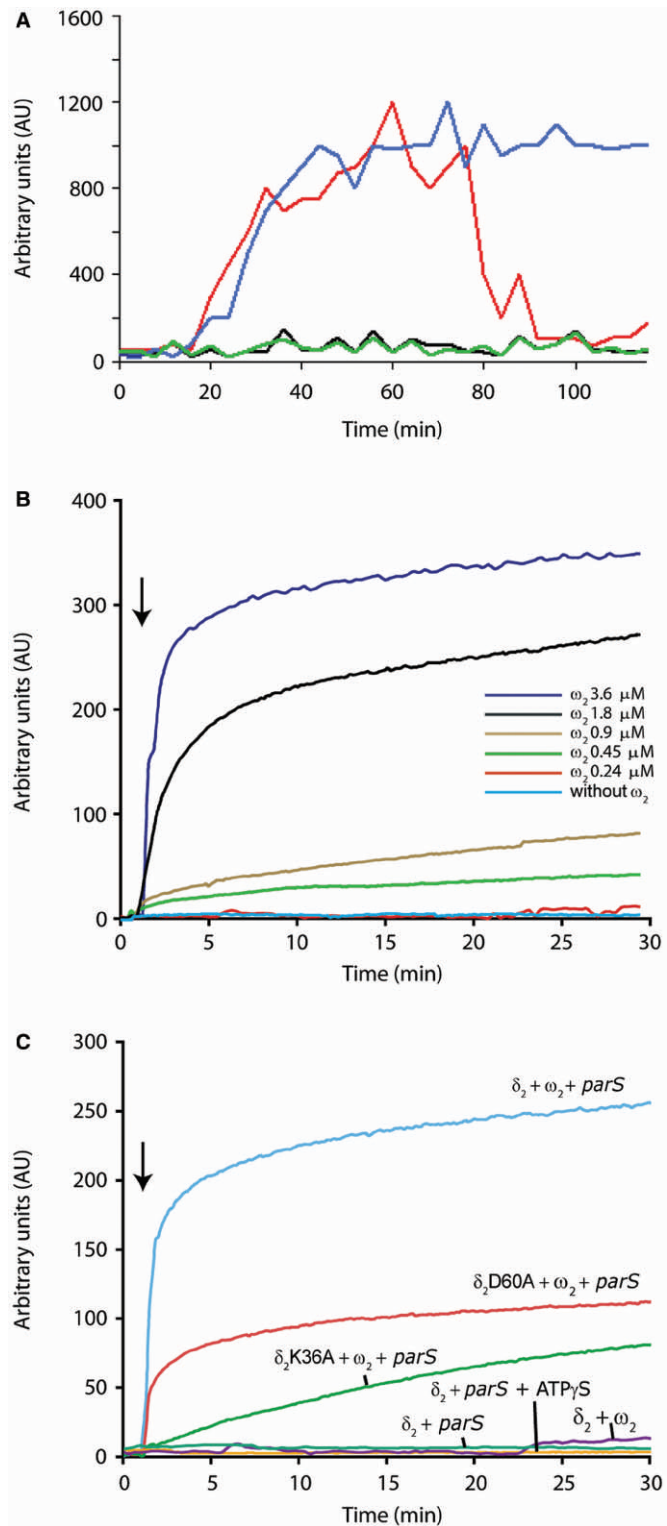 A
1600
1200
800
400
0
Arbitrary units (AU)
0 20 40 60 80 100
Time (min)
B
400
300
200
100
0
Arbitrary units (AU)
ω₂ 3.6 μM
ω₂ 1.8 μM
ω₂ 0.9 μM
ω₂ 0.45 μM
ω₂ 0.24 μM
without ω₂
0 5 10 15 20 25 30
Time (min)
C
300
250
200
150
100
50
0
Arbitrary units (AU)
δ₂ + ω₂ + parS
δ₂D60A + ω₂ + parS
δ₂K36A + ω₂ + parS
δ₂ + parS + ATPγS
δ₂ + parS
δ₂ + ω₂
0 5 10 15 20 25 30
Time (min)